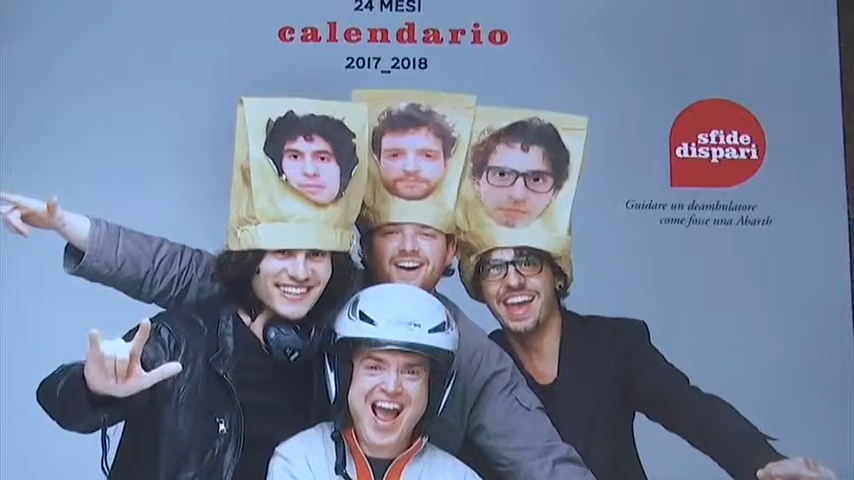 24 MESI
calendario
2017_2018
sfide
dispari
Guidare un deambulatore
come fosse una Abarth